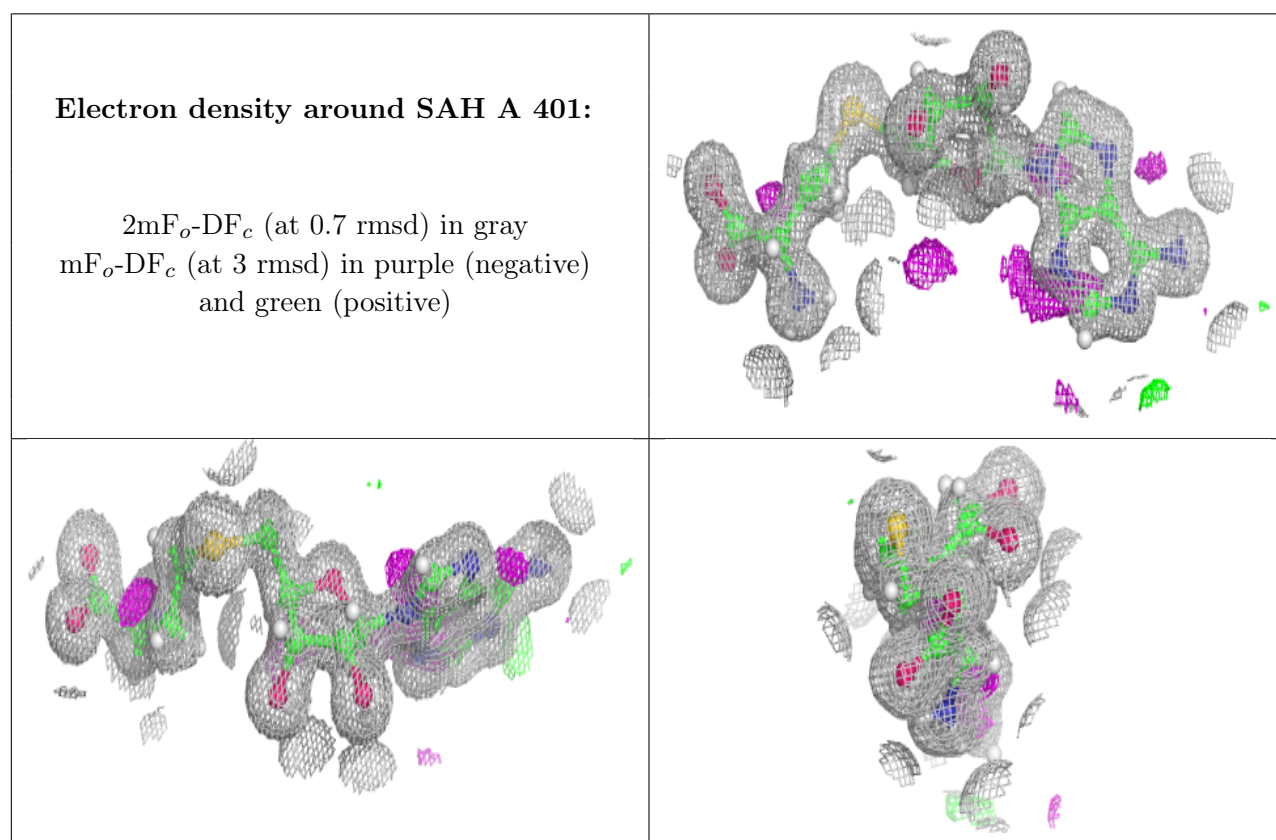 Electron density around SAH A 401:
2mFo-DFc (at 0.7 rmsd) in gray
mFo-DFc (at 3 rmsd) in purple (negative)
and green (positive)